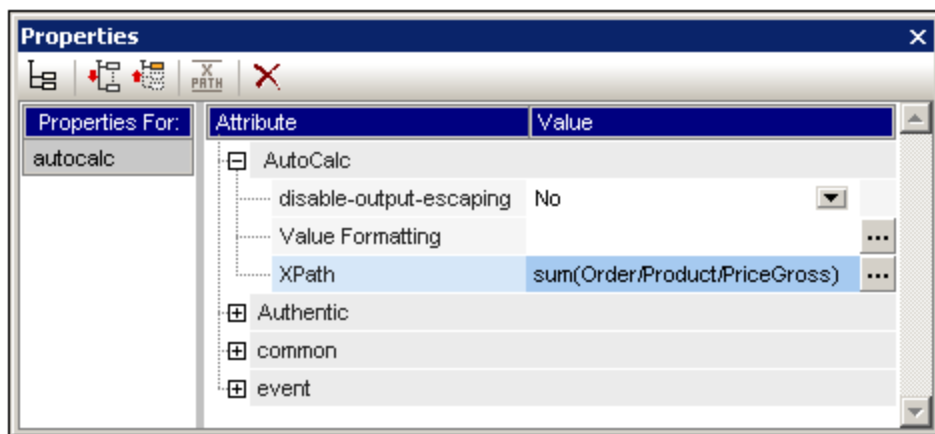 Properties
X
PATH
Properties For:
Attribute
Value
autocalc
AutoCalc
disable-output-escaping
No
Value Formatting
...
XPath
sum(Order/Product/PriceGross)
...
Authentic
common
event